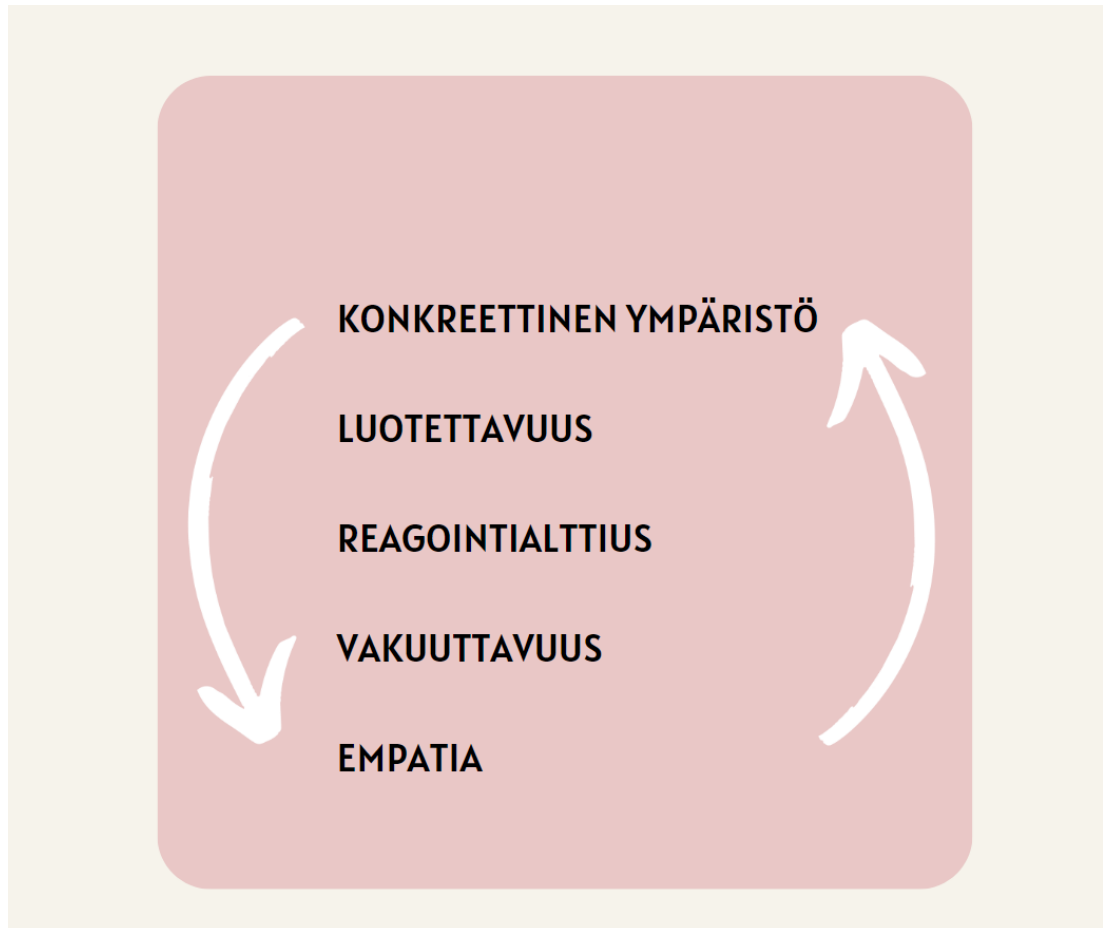 KONKREETTINEN YMPÄRISTÖ
LUOTETTAVUUS
REAGOINTIALTTIUS
VAKUUTTAVUUS
EMPATIA